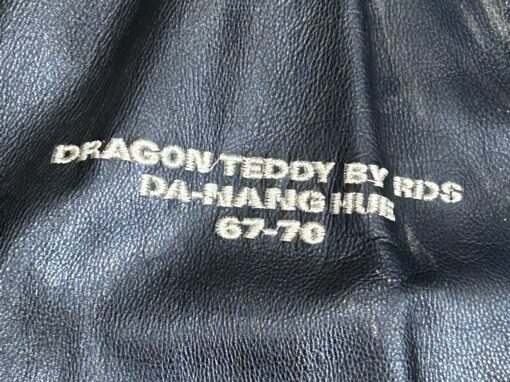 DRAGON/TEDDY BY RDS
DA-NANG HUE
67-70